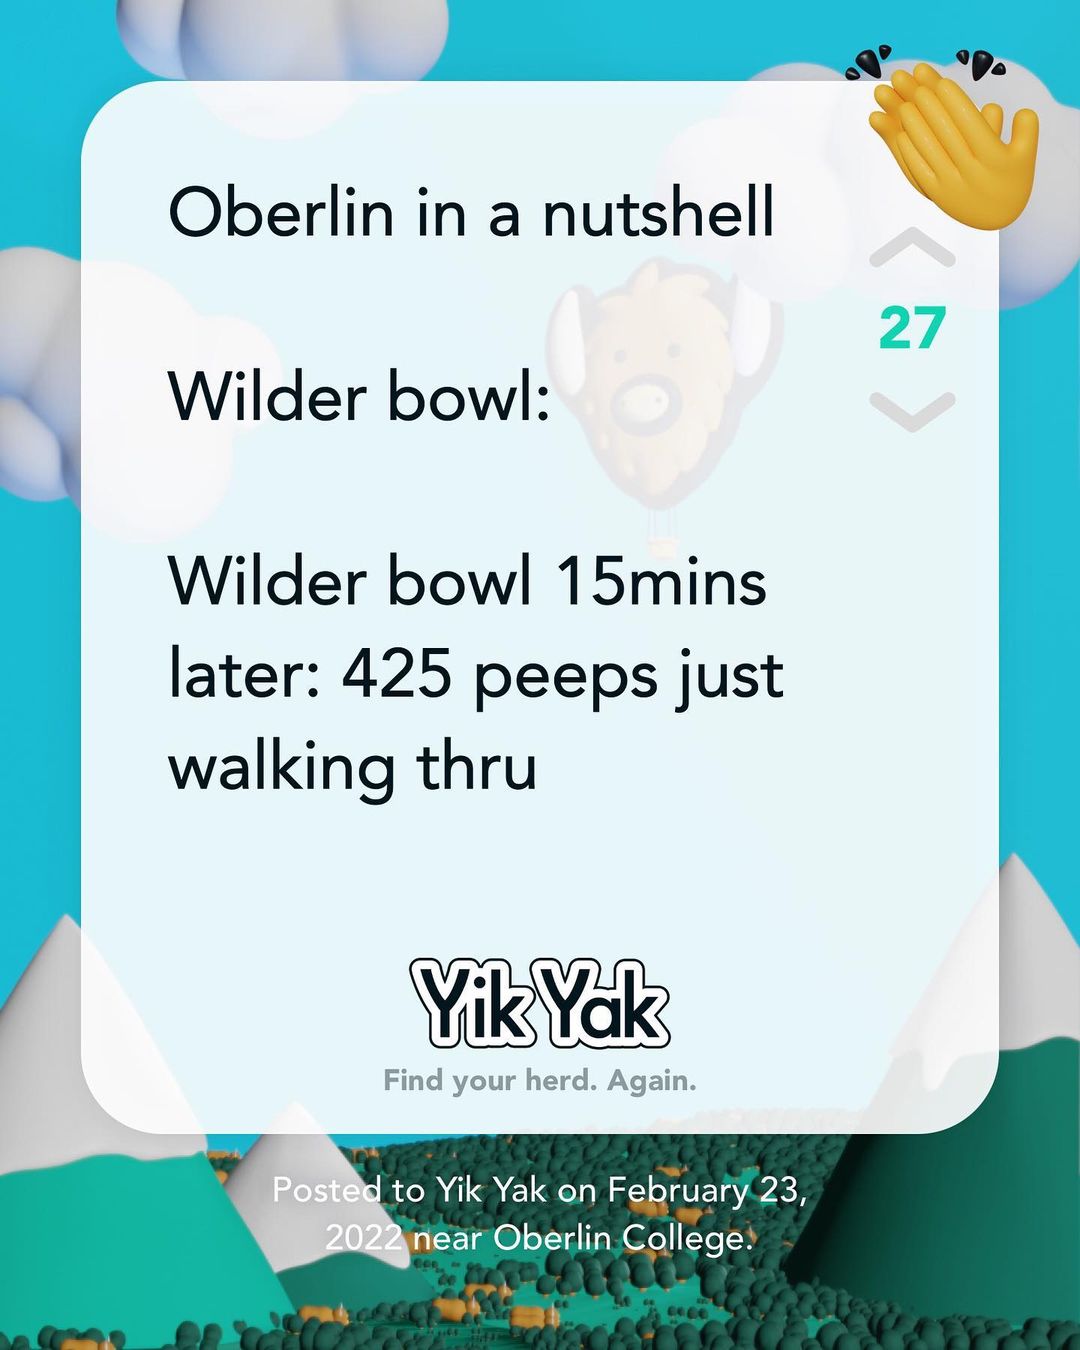 Oberlin in a nutshell
27
Wilder bowl:
Wilder bowl 15mins
later: 425 peeps just
walking thru
Yik Yak
Find your herd. Again.
Posted to Yik Yak on February 23,
2022 near Oberlin College.